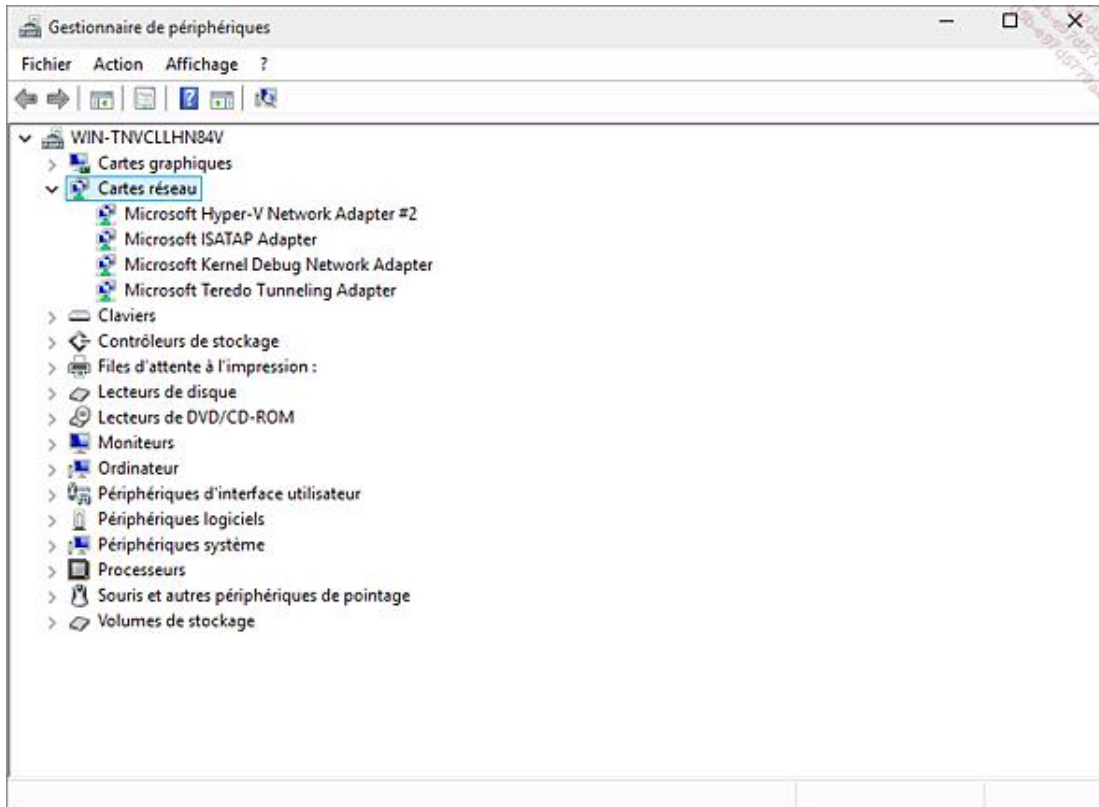 Gestionnaire de périphériques
Fichier Action Affichage ?
WIN-TNVCLLHN84V
Cartes graphiques
Cartes réseau
Microsoft Hyper-V Network Adapter #2
Microsoft ISATAP Adapter
Microsoft Kernel Debug Network Adapter
Microsoft Teredo Tunneling Adapter
Claviers
Contrôleurs de stockage
Files d'attente à l'impression :
Lecteurs de disque
Lecteurs de DVD/CD-ROM
Moniteurs
Ordinateur
Périphériques d'interface utilisateur
Périphériques logiciels
Périphériques système
Processeurs
Souris et autres périphériques de pointage
Volumes de stockage